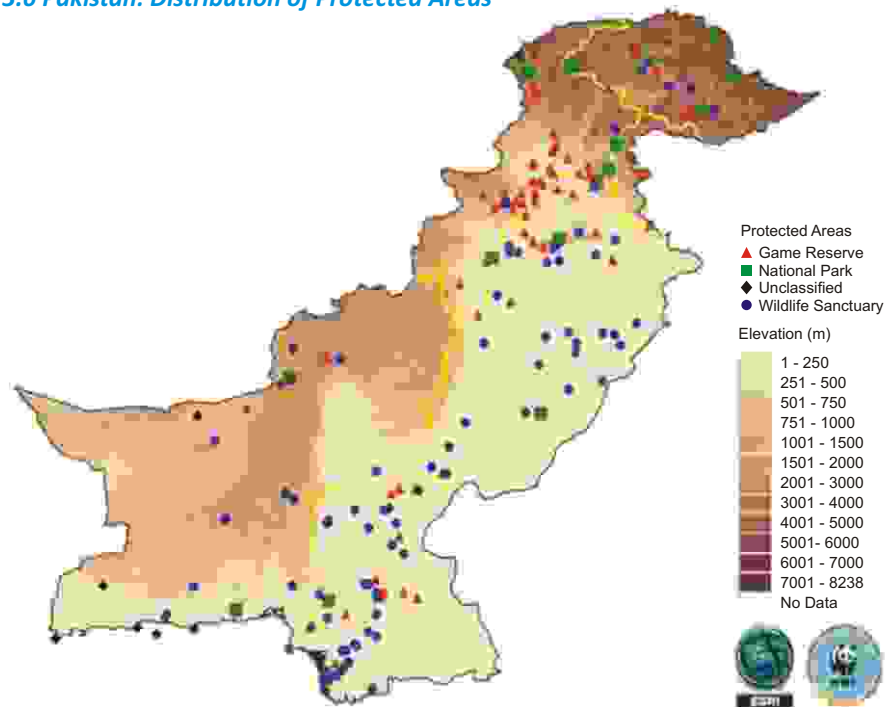 3.6 Pakistan: Distribution of Protected Areas
Protected Areas
Game Reserve
National Park
Unclassified
Wildlife Sanctuary
Elevation (m)
1 - 250
251 - 500
501 - 750
751 - 1000
1001 - 1500
1501 - 2000
2001 - 3000
3001 - 4000
4001 - 5000
5001- 6000
6001 - 7000
7001 - 8238
No Data